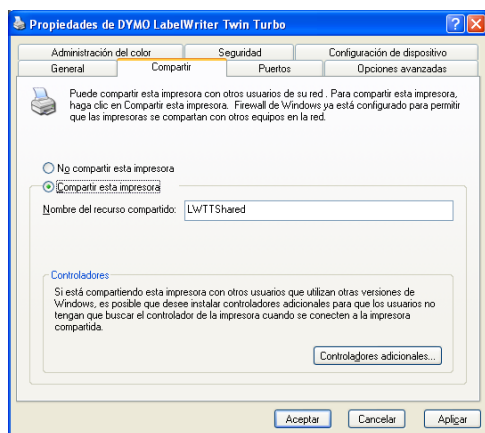 Propiedades de DYMO LabelWriter Twin Turbo
Administración del color Seguridad Configuración de dispositivo
General Compartir Puertos Opciones avanzadas
Puede compartir esta impresora con otros usuarios de su red . Para compartir esta impresora,
haga clic en Compartir esta impresora. Firewall de Windows ya está configurado para permitir
que las impresoras se compartan con otros equipos en la red.
No compartir esta impresora
Compartir esta impresora
Nombre del recurso compartido: LWTTShared
Controladores
Si está compartiendo esta impresora con otros usuarios que utilizan otras versiones de
Windows, es posible que desee instalar controladores adicionales para que los usuarios no
tengan que buscar el controlador de la impresora cuando se conecten a la impresora
compartida.
Controladores adicionales...
Aceptar Cancelar Aplicar